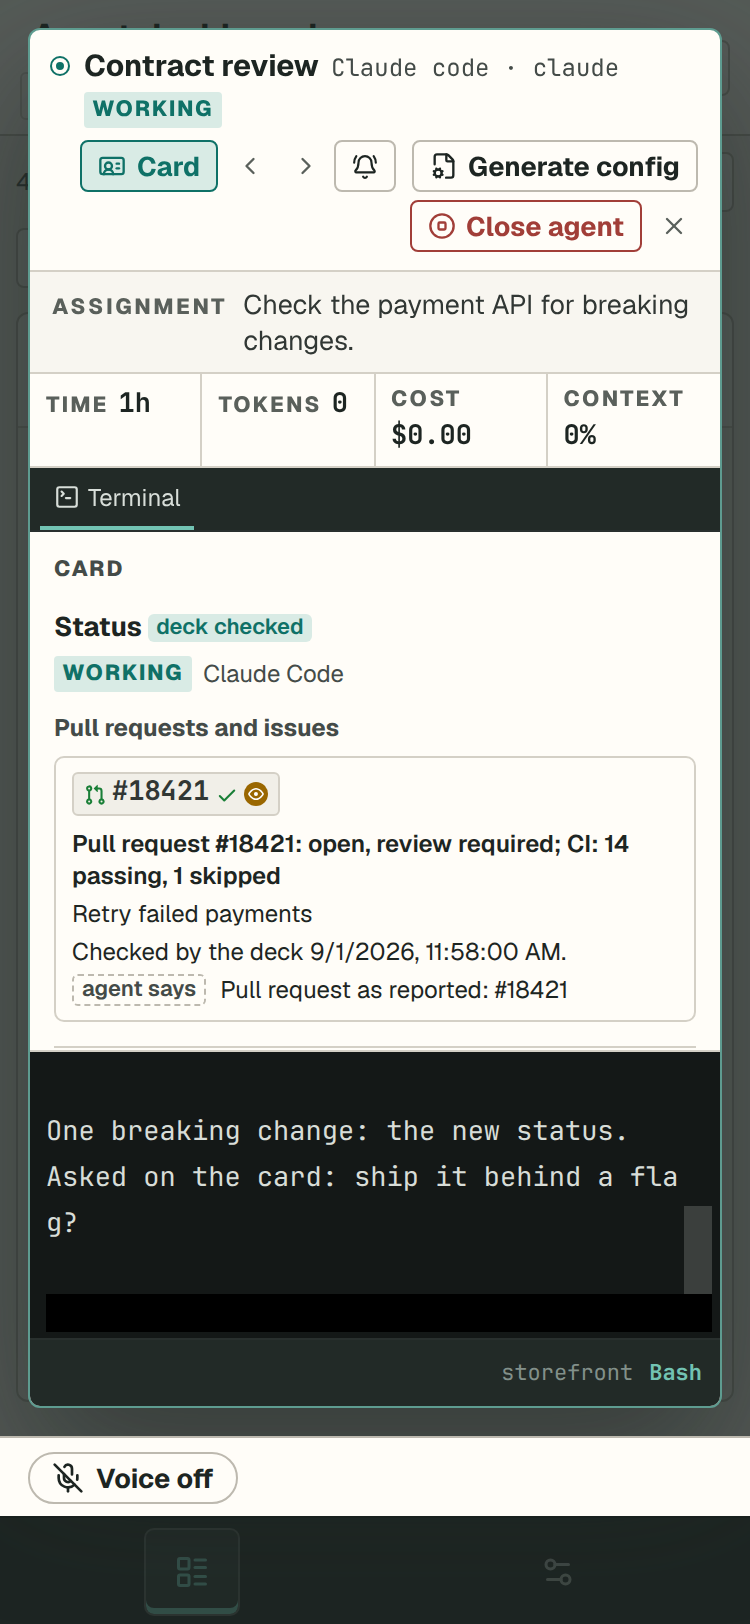 Contract review Claude code · claude
WORKING
Card
Generate config
Close agent
ASSIGNMENT Check the payment API for breaking
changes.
TIME 1h
TOKENS 0
COST
$0.00
CONTEXT
0%
Terminal
CARD
Status deck checked
WORKING Claude Code
Pull requests and issues
#18421
Pull request #18421: open, review required; CI: 14
passing, 1 skipped
Retry failed payments
Checked by the deck 9/1/2026, 11:58:00 AM.
agent says Pull request as reported: #18421
One breaking change: the new status.
Asked on the card: ship it behind a fla
g?
storefront Bash
Voice off